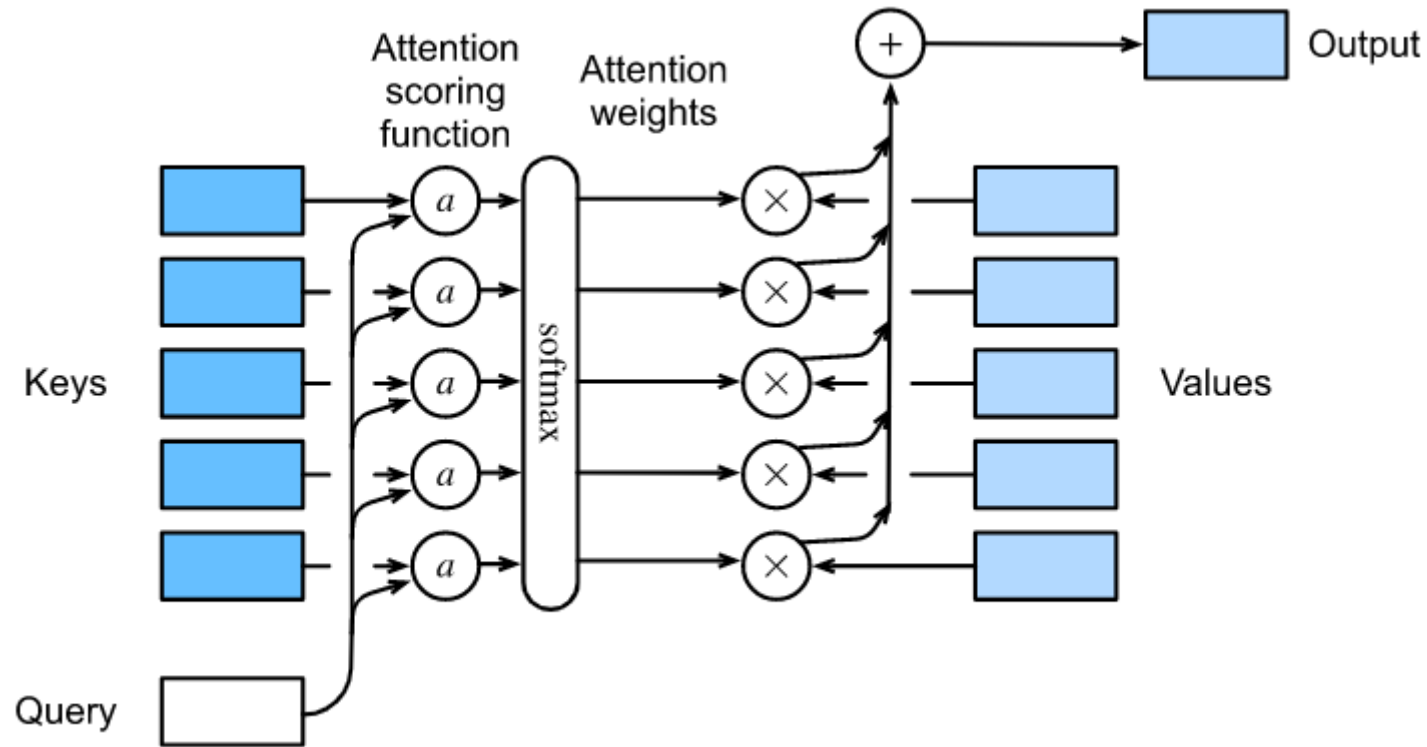 Attention
scoring
function
Attention
weights
+
Output
a
×
a
×
Keys
a
softmax
×
Values
a
×
a
×
Query